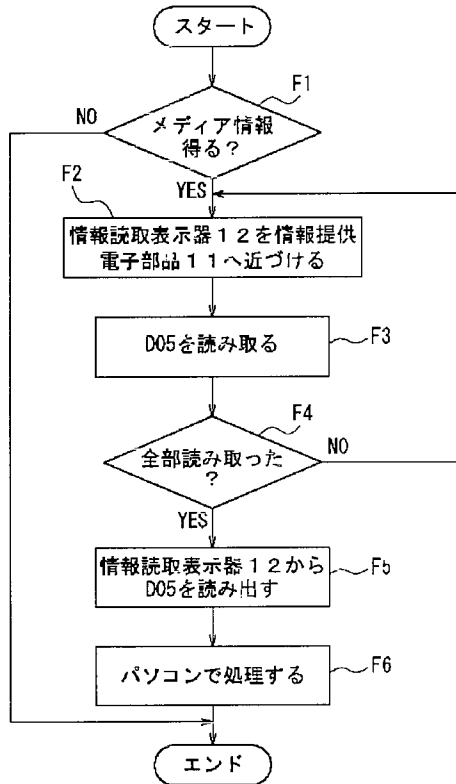 スタート
F1
NO
メディア情報
得る?
F2
YES
情報読取表示器12を情報提供
電子部品11へ近づける
D05を読み取る
F3
F4
全部読み取った
?
NO
YES
情報読取表示器12から
D05を読み出す
F5
パソコンで処理する
F6
エンド